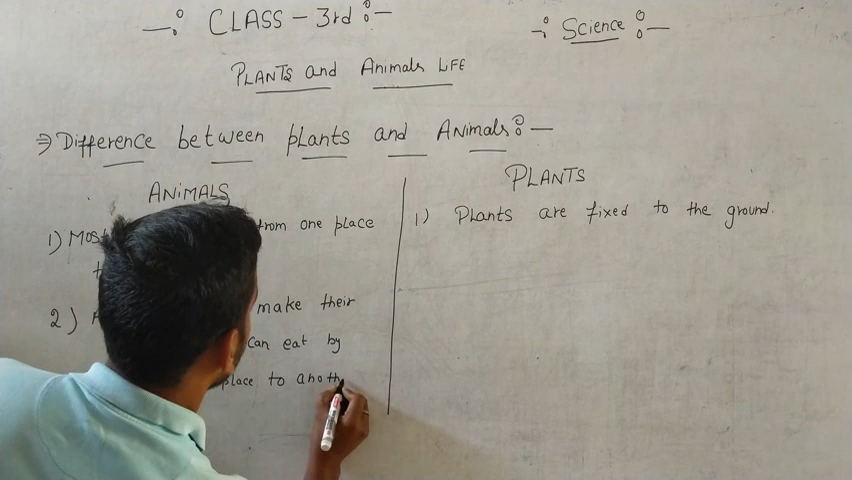 CLASS - 3rd :-
Science :-
PLANTS and Animals LIFE
⇒ Difference between plants and Animals :-
ANIMALS
1) Most from one place
2) make their
can eat by
place to anoth
PLANTS
1) Plants are fixed to the ground.